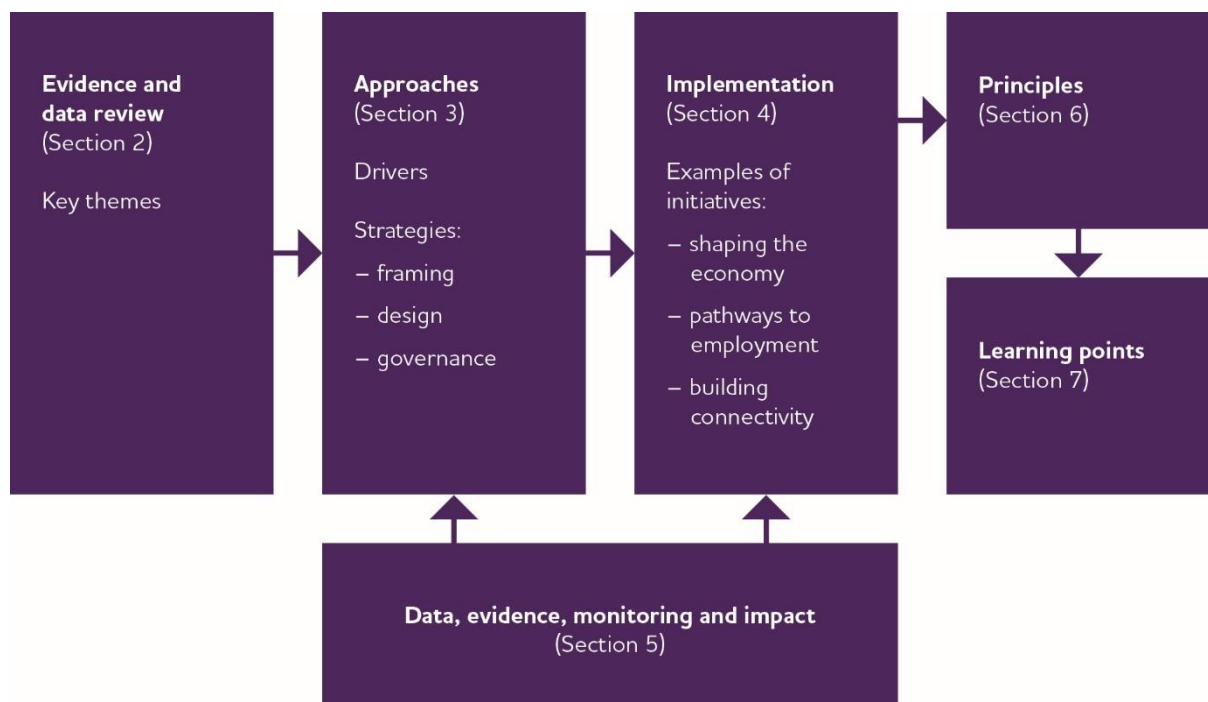 Evidence and
data review
(Section 2)
Key themes
Approaches
(Section 3)
Drivers
Strategies:
– framing
– design
– governance
Implementation
(Section 4)
Examples of
initiatives:
– shaping the
economy
– pathways to
employment
– building
connectivity
Principles
(Section 6)
Learning points
(Section 7)
Data, evidence, monitoring and impact
(Section 5)